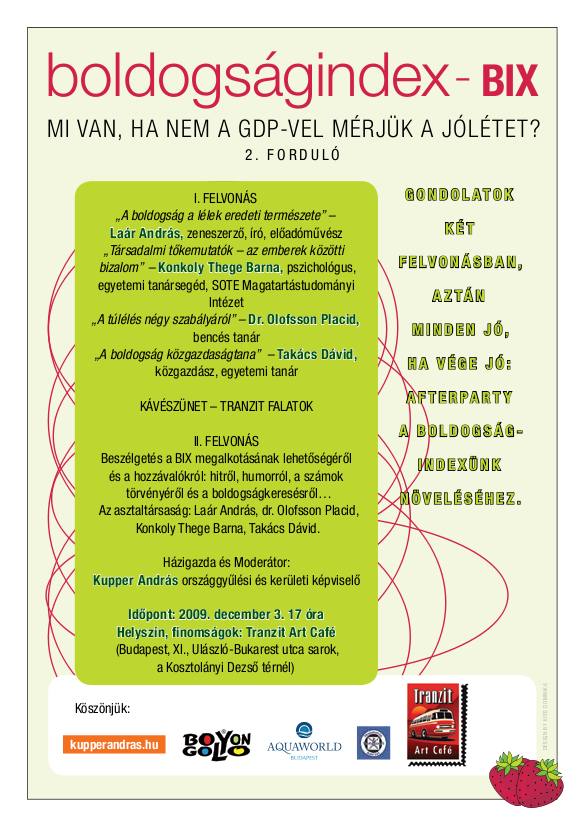 boldogságindex - BIX
MI VAN, HA NEM A GDP-VEL MÉRJÜK A JÓLÉTET?
2. FORDULÓ
I. FELVONÁS
„A boldogság a lélek eredeti természete” –
Laár András, zeneszerző, író, előadóművész
„Társadalmi tőkemutatók – az emberek közötti
bizalom” – Konkoly Thege Barna, pszichológus,
egyetemi tanársegéd, SOTE Magatartástudományi
Intézet
„A túlélés négy szabályáról” – Dr. Olofsson Placid,
bencés tanár
„A boldogság közgazdaságtana” – Takács Dávid,
közgazdász, egyetemi tanár
KÁVÉSZÜNET – TRANZIT FALATOK
II. FELVONÁS
Beszélgetés a BIX megalkotásának lehetőségéről
és a hozzávalókról: hitről, humorról, a számok
törvényéről és a boldogságkeresésről…
Az asztaltársaság: Laár András, dr. Olofsson Placid,
Konkoly Thege Barna, Takács Dávid.
Házigazda és Moderátor:
Kupper András országgyűlési és kerületi képviselő
Időpont: 2009. december 3. 17 óra
Helyszín, finomságok: Tranzit Art Café
(Budapest, XI., Ulászló-Bukarest utca sarok,
a Kosztolányi Dezső térnél)
GONDOLATOK
KÉT
FELVONÁSBAN,
AZTÁN
MINDEN JÓ,
HA VÉGE JÓ:
AFTERPARTY
A BOLDOGSÁG-
INDEXÜNK
NÖVELÉSÉHEZ.
Köszönjük:
kupperandras.hu
BOLYONGOLYO
AQUAWORLD
BUDAPEST
Tranzit
Art Café